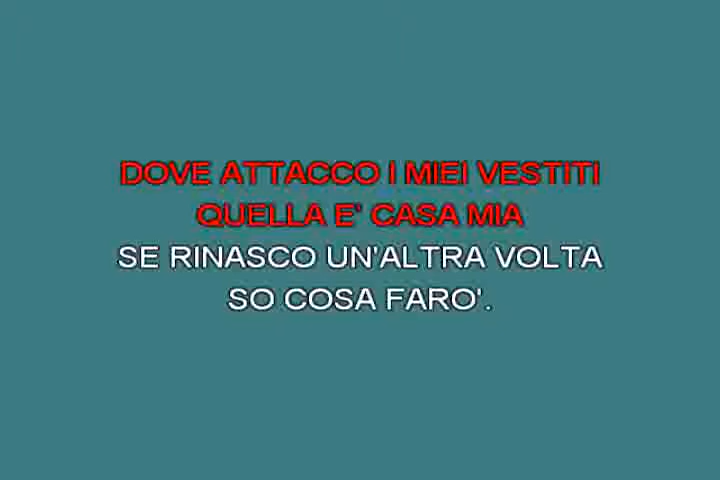 DOVE ATTACCO I MIEI VESTITI
QUELLA E' CASA MIA
SE RINASCO UN'ALTRA VOLTA
SO COSA FARO'.